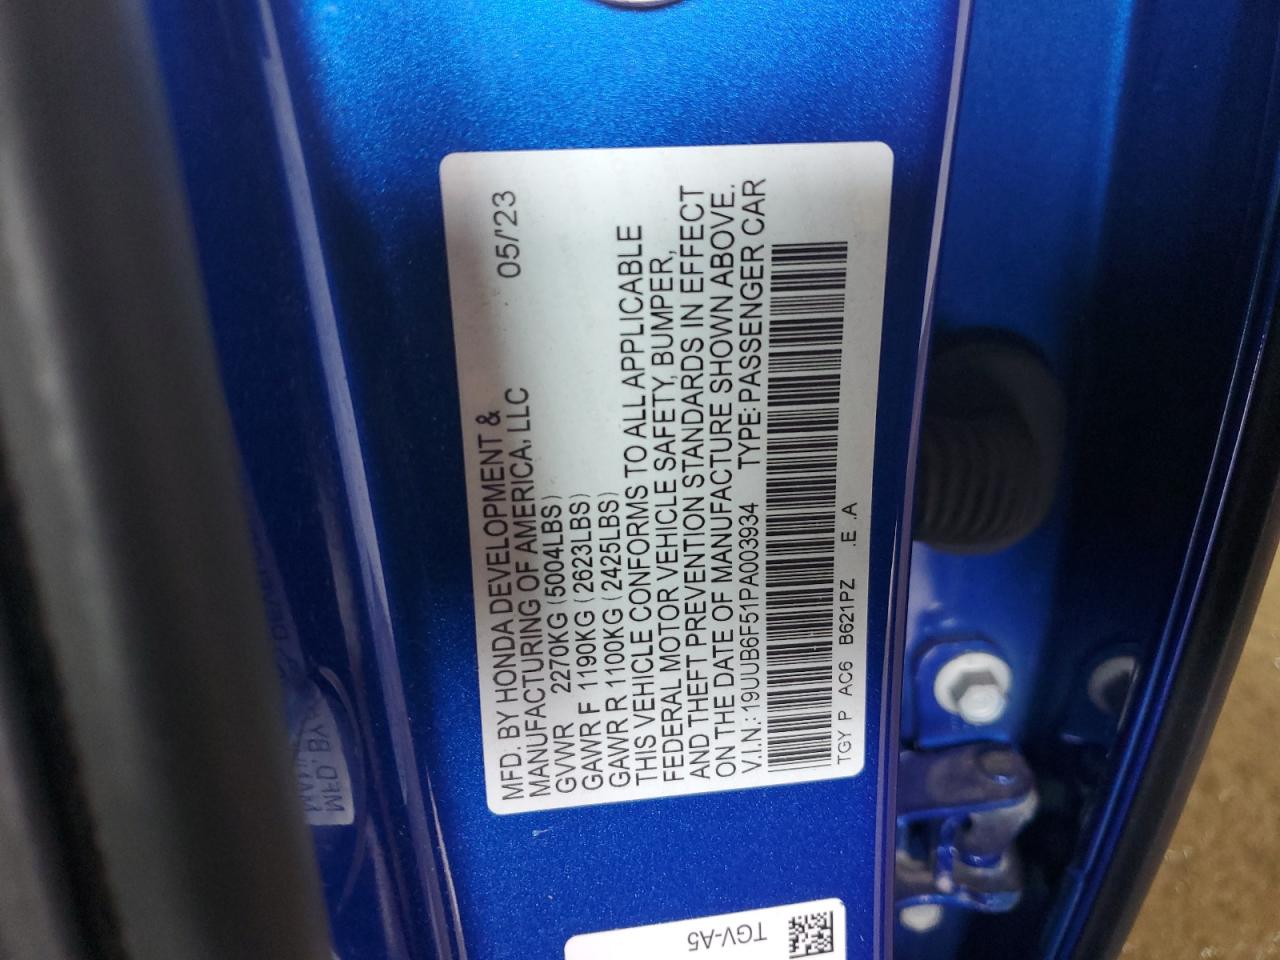 MFD. BY HONDA DEVELOPMENT &
MANUFACTURING OF AMERICA, LLC 05/'23
GVWR 2270KG (5004LBS)
GAWR F 1190KG (2623LBS)
GAWR R 1100KG (2425LBS)
THIS VEHICLE CONFORMS TO ALL APPLICABLE
FEDERAL MOTOR VEHICLE SAFETY, BUMPER,
AND THEFT PREVENTION STANDARDS IN EFFECT
ON THE DATE OF MANUFACTURE SHOWN ABOVE.
V.I.N.: 19UUB6F51PA003934 TYPE: PASSENGER CAR
TGY P AC6 B621PZ .E .A
TGV-A5